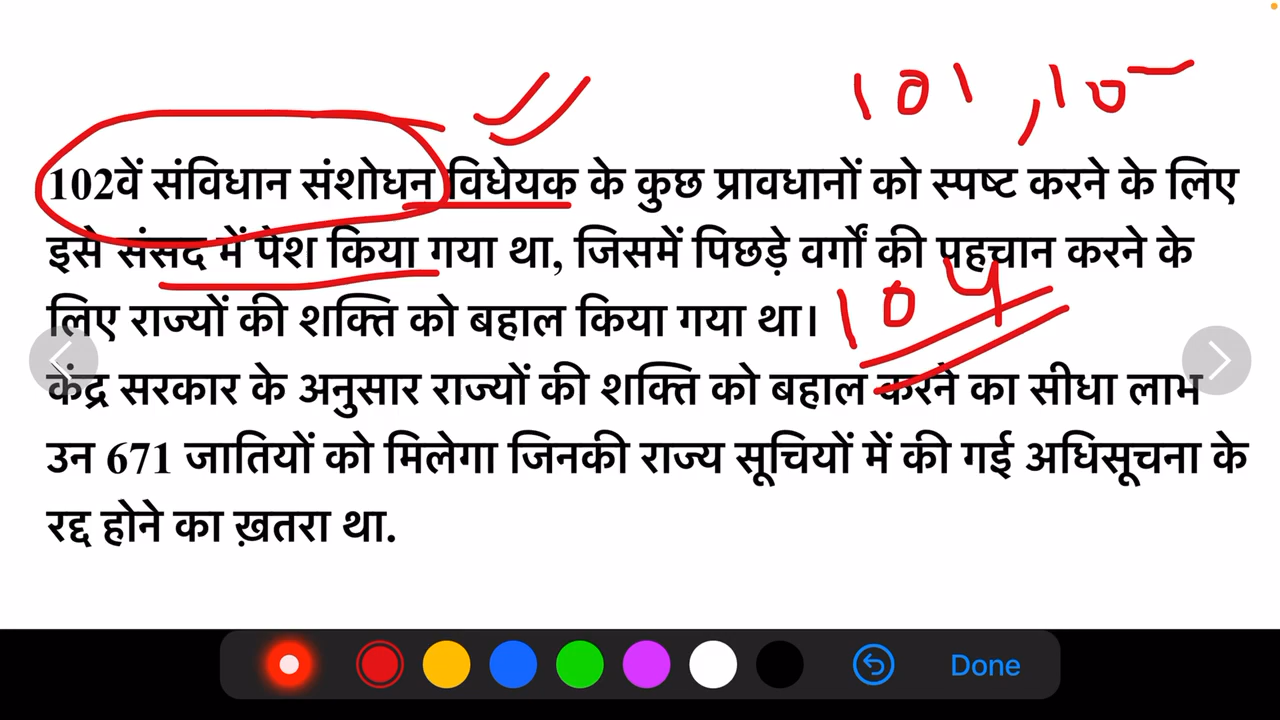 101 , 10
102वें संविधान संशोधन विधेयक के कुछ प्रावधानों को स्पष्ट करने के लिए
इसे संसद में पेश किया गया था, जिसमें पिछड़े वर्गों की पहचान करने के
लिए राज्यों की शक्ति को बहाल किया गया था।
104
केंद्र सरकार के अनुसार राज्यों की शक्ति को बहाल करने का सीधा लाभ
उन 671 जातियों को मिलेगा जिनकी राज्य सूचियों में की गई अधिसूचना के
रद्द होने का ख़तरा था.
Done